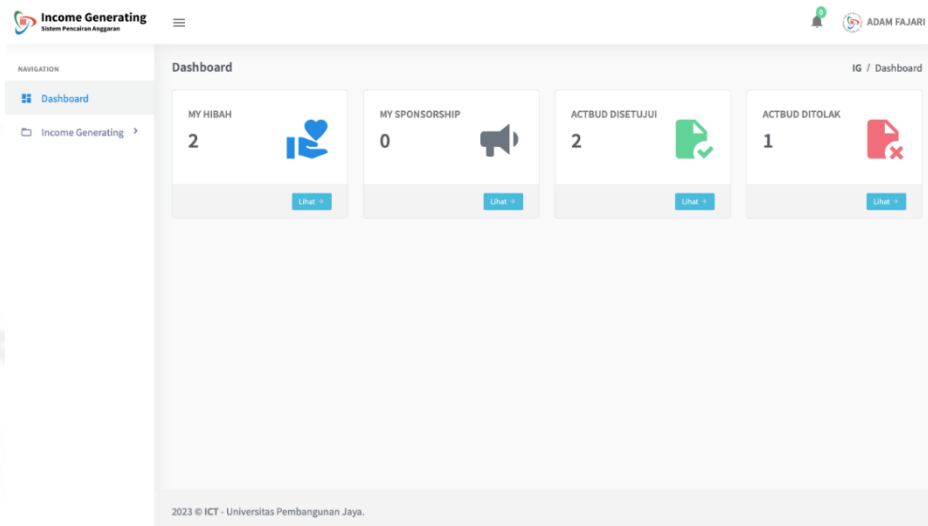 Income Generating
Sistem Pencairan Anggaran
0
ADAM FAJARI
NAVIGATION
Dashboard
Income Generating
Dashboard
IG / Dashboard
MY HIBAH
2
Lihat →
MY SPONSORSHIP
0
Lihat →
ACTBUD DISETUJUI
2
Lihat →
ACTBUD DITOLAK
1
Lihat →
2023 © ICT - Universitas Pembangunan Jaya.